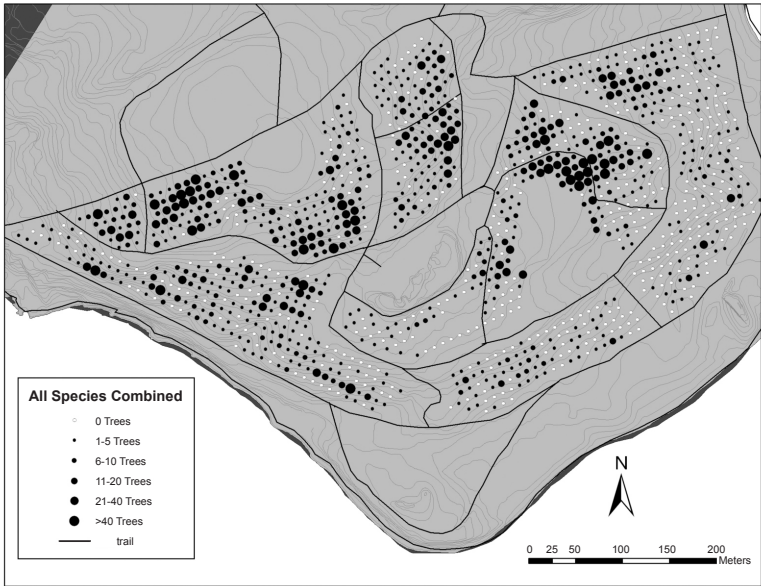 All Species Combined
0 Trees
1-5 Trees
6-10 Trees
11-20 Trees
21-40 Trees
>40 Trees
trail
N
0 25 50 100 150 200
Meters